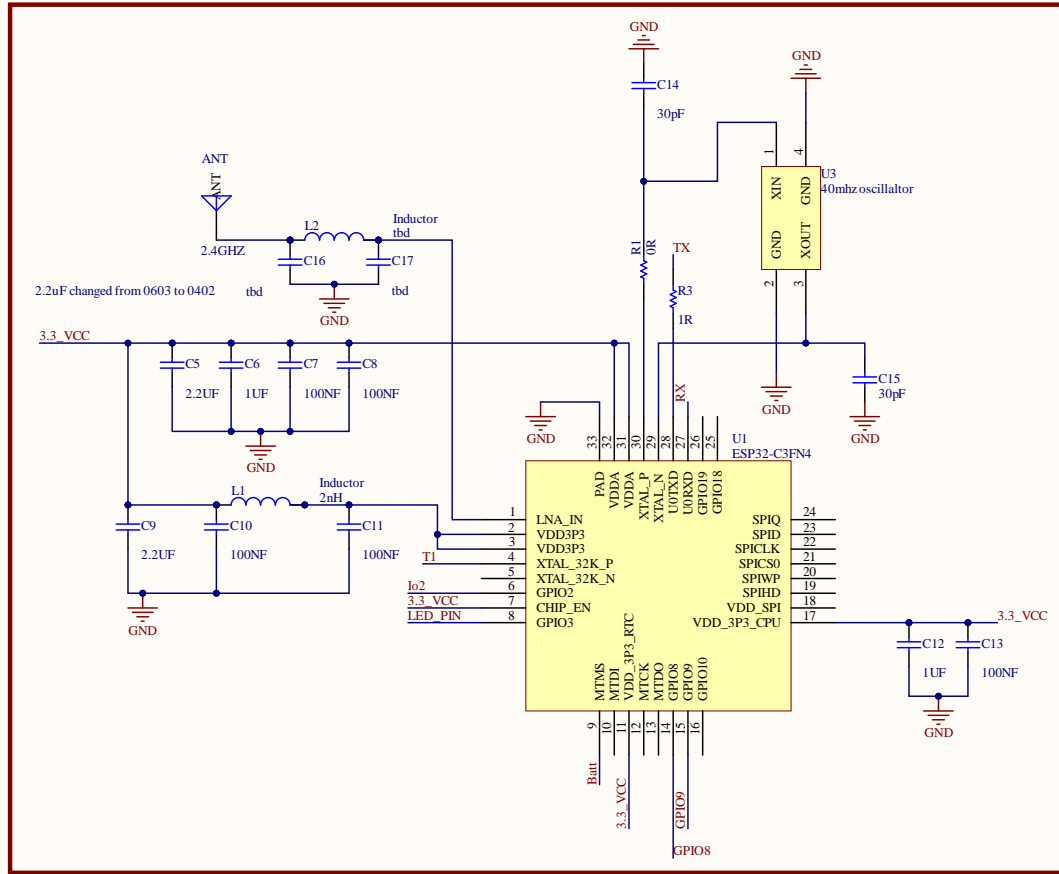 GND
GND
C14
30pF
1
4
XIN
GND
GND
XOUT
2
3
U3
40mhz oscillaltor
ANT
ANT
2.4GHZ
L2
Inductor
tbd
C16
C17
tbd
tbd
GND
R1
0R
TX
R3
1R
2.2uF changed from 0603 to 0402
3.3_VCC
C5
C6
C7
C8
2.2UF
1UF
100NF
100NF
GND
RX
GND
C15
30pF
GND
GND
33
32
31
30
29
28
27
26
25
U1
ESP32-C3FN4
PAD
VDDA
VDDA
XTAL_P
XTAL_N
U0TXD
U0RXD
GPIO19
GPIO18
L1
Inductor
2nH
C9
C10
C11
2.2UF
100NF
100NF
GND
1 LNA_IN
2 VDD3P3
3 VDD3P3
T1 4 XTAL_32K_P
5 XTAL_32K_N
Io2 6 GPIO2
3.3_VCC 7 CHIP_EN
LED_PIN 8 GPIO3
SPIQ 24
SPID 23
SPICLK 22
SPICS0 21
SPIWP 20
SPIHD 19
VDD_SPI 18
VDD_3P3_CPU 17
3.3_VCC
C12
C13
1UF
100NF
GND
MTMS
MTDI
VDD_3P3_RTC
MTCK
MTDO
GPIO8
GPIO9
GPIO10
9
10
11
12
13
14
15
16
Batt
3.3_VCC
GPIO9
GPIO8